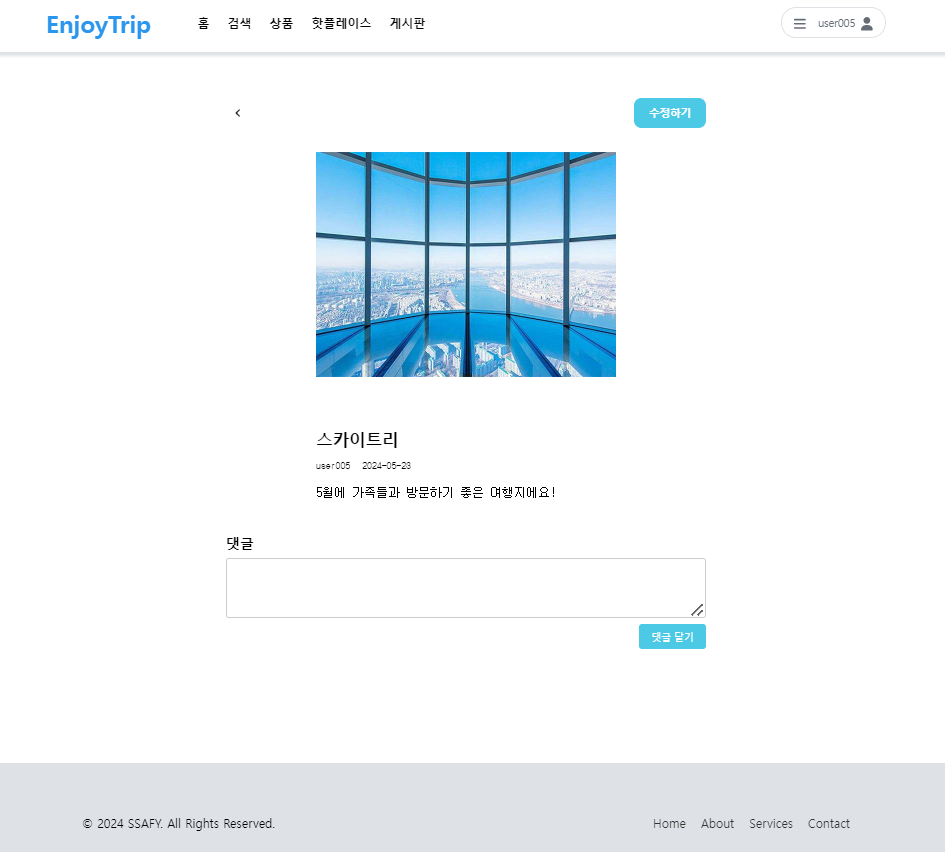 EnjoyTrip 홈 검색 상품 핫플레이스 게시판 user005
수정하기
스카이트리
user005 2024-05-23
5월에 가족들과 방문하기 좋은 여행지에요!
댓글
댓글 달기
© 2024 SSAFY. All Rights Reserved. Home About Services Contact